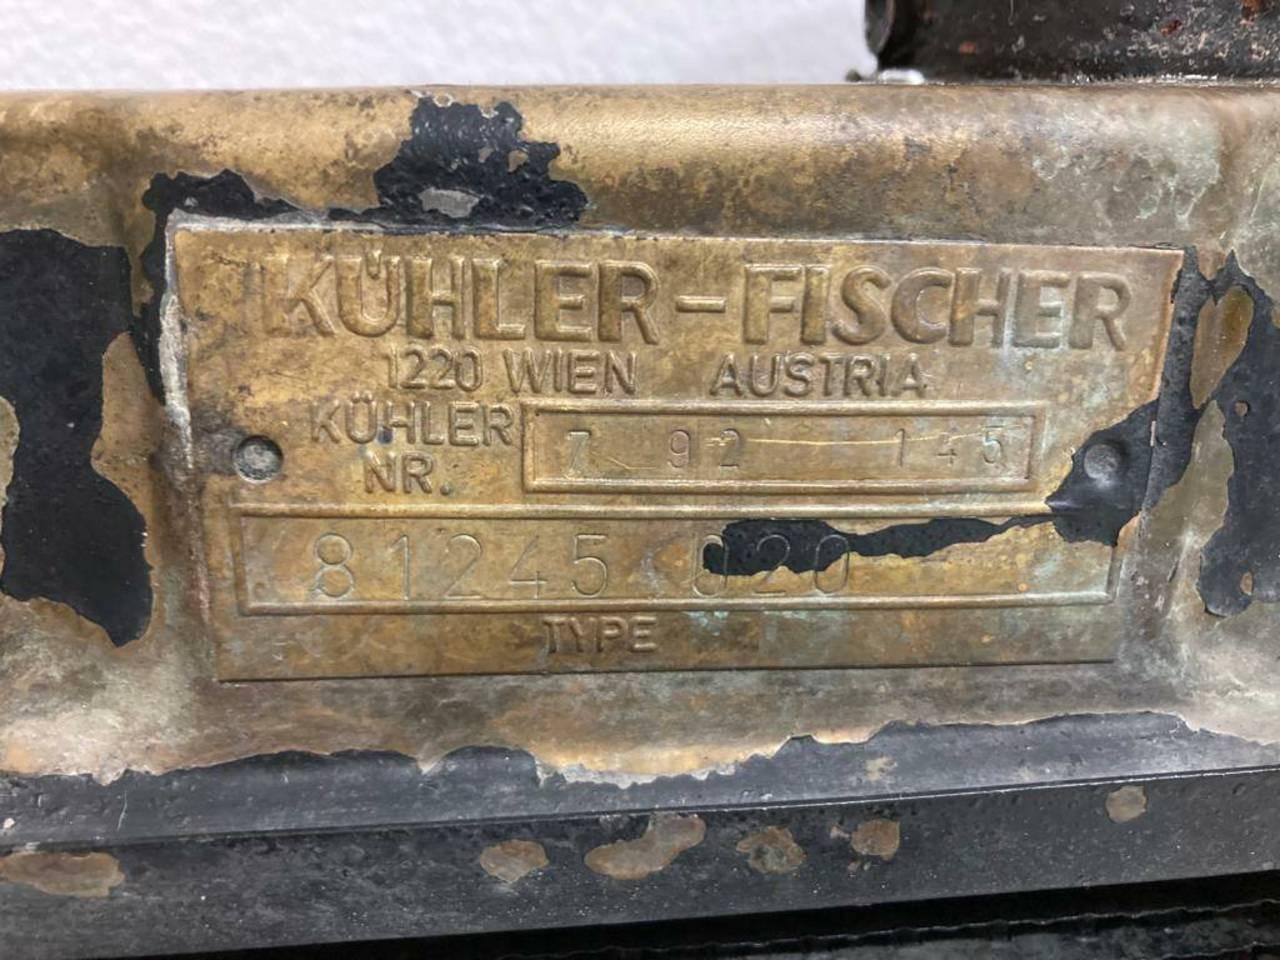 KÜHLER-FISCHER
1220 WIEN AUSTRIA
KÜHLER NR. 7 92 145
81245.020
TYPE